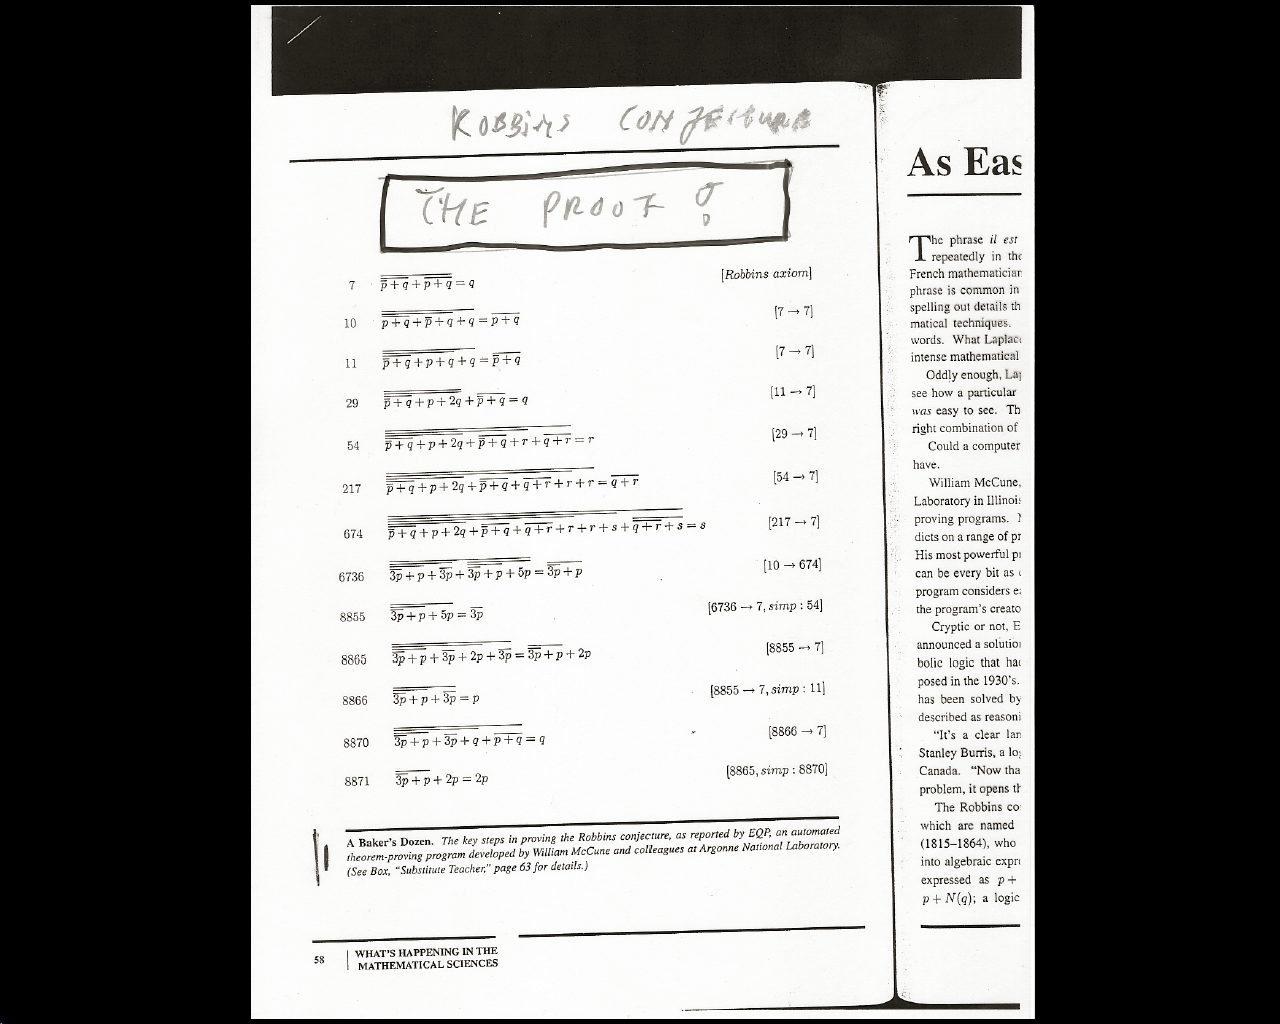 ROBBINS CONJECTURE
THE PROOF !
7 p + q + p + q = q [Robbins axiom]
10 p + q + p + q + q = p + q [7 → 7]
11 p + q + p + q + q = p + q [7 → 7]
29 p + q + p + 2q + p + q = q [11 → 7]
54 p + q + p + 2q + p + q + r + q + r = r [29 → 7]
217 p + q + p + 2q + p + q + q + r + r + r = q + r [54 → 7]
674 p + q + p + 2q + p + q + q + r + r + r + s + q + r + s = s [217 → 7]
6736 3p + p + 3p + 3p + p + 5p = 3p + p [10 → 674]
8855 3p + p + 5p = 3p [6736 → 7, simp : 54]
8865 3p + p + 3p + 2p + 3p = 3p + p + 2p [8855 → 7]
8866 3p + p + 3p = p [8855 → 7, simp : 11]
8870 3p + p + 3p + q + p + q = q [8866 → 7]
8871 3p + p + 2p = 2p [8865, simp : 8870]
A Baker's Dozen. The key steps in proving the Robbins conjecture, as reported by EQP, an automated
theorem-proving program developed by William McCune and colleagues at Argonne National Laboratory.
(See Box, "Substitute Teacher," page 63 for details.)
58 WHAT'S HAPPENING IN THE
MATHEMATICAL SCIENCES
As Eas
The phrase il est
repeatedly in the
French mathematician
phrase is common in
spelling out details th
matical techniques.
words. What Laplace
intense mathematical
Oddly enough, Lap
see how a particular
was easy to see. Th
right combination of
Could a computer
have.
William McCune,
Laboratory in Illinois
proving programs.
dicts on a range of pr
His most powerful p
can be every bit as
program considers e
the program's creato
Cryptic or not, E
announced a solution
bolic logic that ha
posed in the 1930's.
has been solved by
described as reasoni
"It's a clear lan
Stanley Burris, a lo
Canada. "Now tha
problem, it opens th
The Robbins co
which are named
(1815–1864), who
into algebraic expre
expressed as p +
p + N(q); a logic